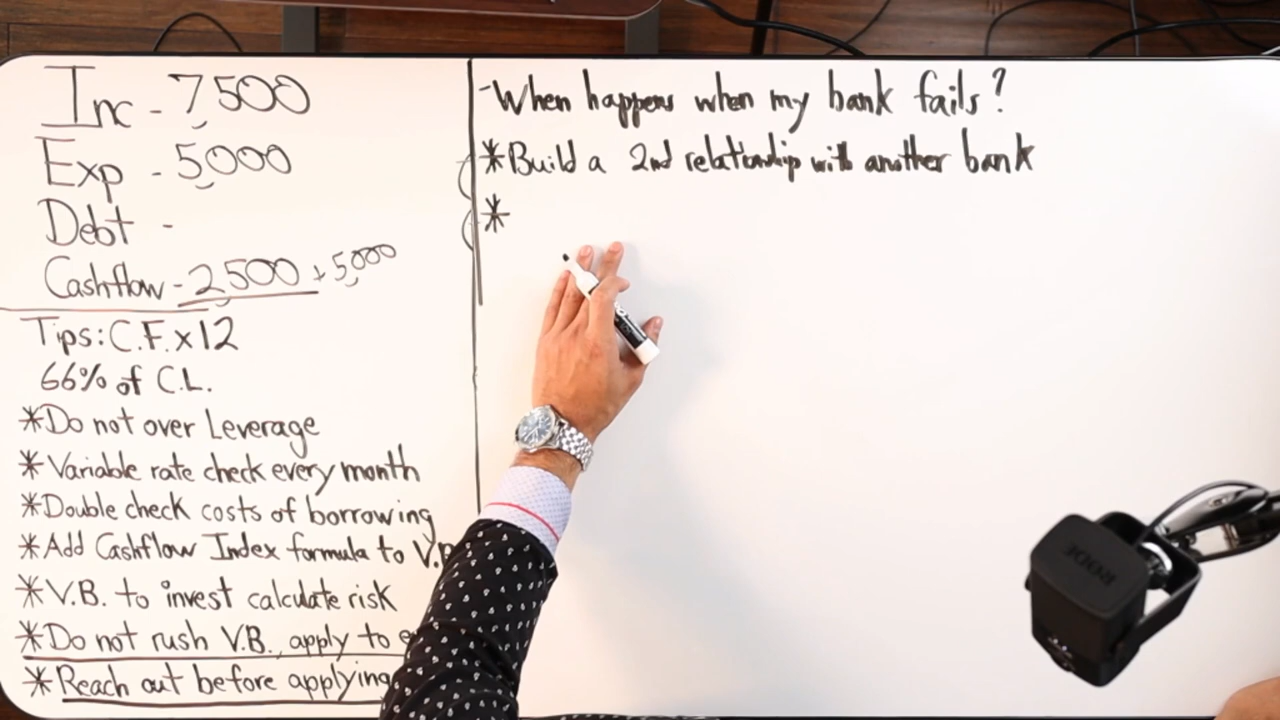 Inc - 7,500
Exp - 5,000
Debt -
Cashflow - 2,500 + 5,000
Tips: C.F. x 12
66% of C.L.
*Do not over Leverage
*Variable rate check every month
*Double check costs of borrowing
*Add Cashflow Index formula to V.
*V.B. to invest calculate risk
*Do not rush V.B., apply to
*Reach out before applying
-When happens when my bank fails?
*Build a 2nd relationship with another bank
*
RODE